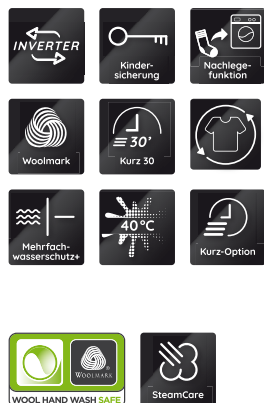 INVERTER
Kinder-
sicherung
Nachlege-
funktion
Woolmark
30'
Kurz 30
Mehrfach-
wasserschutz+
40°C
Kurz-Option
WOOLMARK
WOOL HAND WASH SAFE
SteamCare